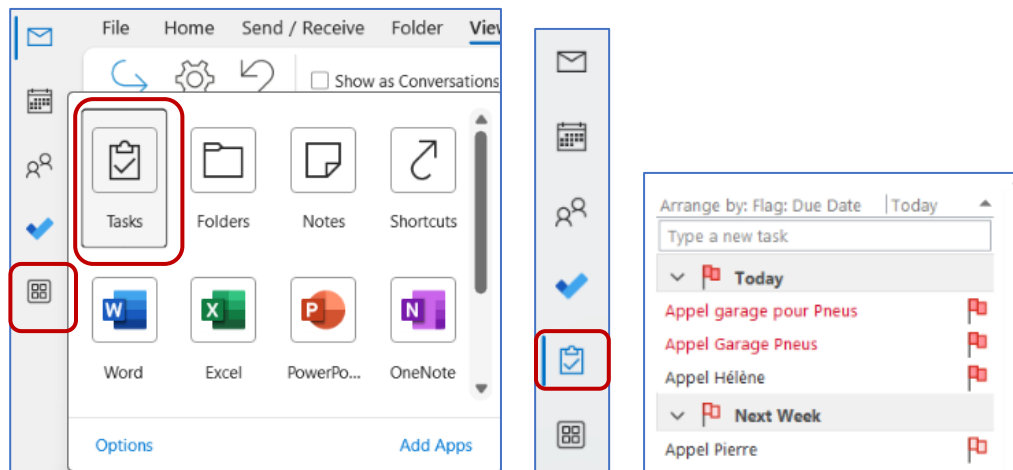 File Home Send / Receive Folder View
Show as Conversations
Tasks Folders Notes Shortcuts
Word Excel PowerPo... OneNote
Options Add Apps
Arrange by: Flag: Due Date Today
Type a new task
Today
Appel garage pour Pneus
Appel Garage Pneus
Appel Hélène
Next Week
Appel Pierre